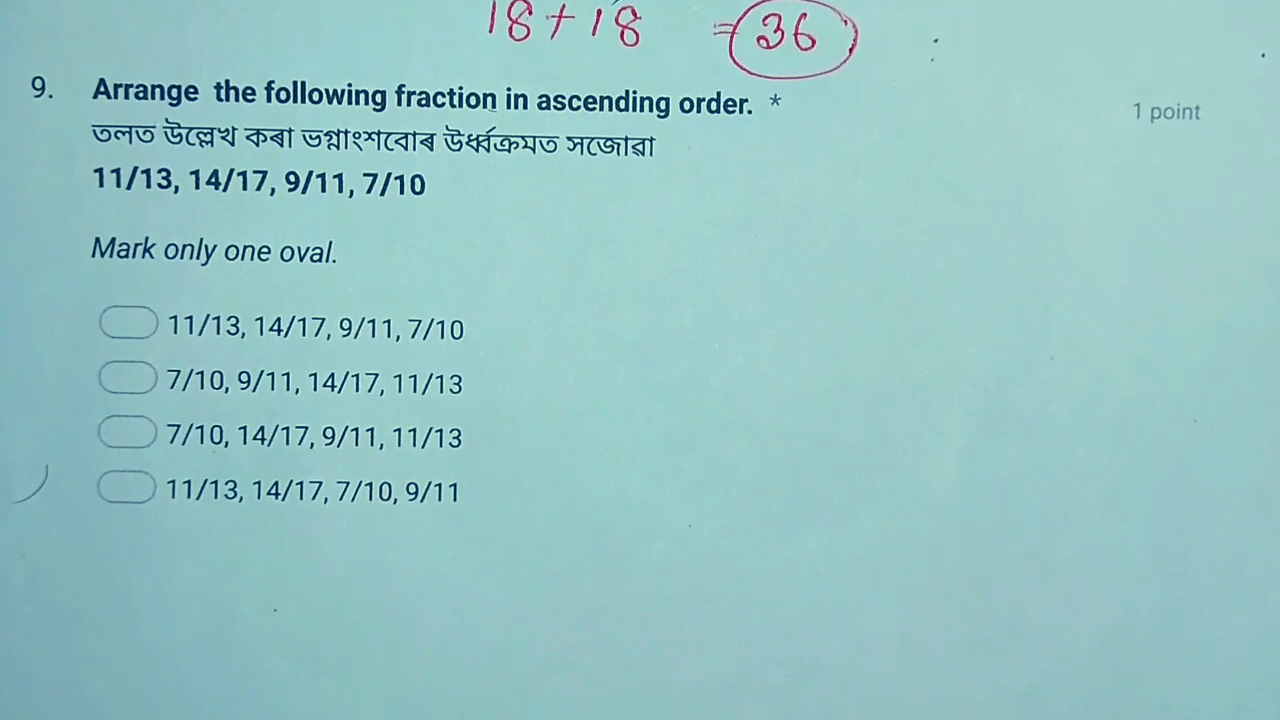 18 + 18 = 36
9. Arrange the following fraction in ascending order. *
1 point
তলত উল্লেখ কৰা ভগ্নাংশবোৰ উৰ্ধ্বক্ৰমত সজোৱা
11/13, 14/17, 9/11, 7/10
Mark only one oval.
11/13, 14/17, 9/11, 7/10
7/10, 9/11, 14/17, 11/13
7/10, 14/17, 9/11, 11/13
11/13, 14/17, 7/10, 9/11